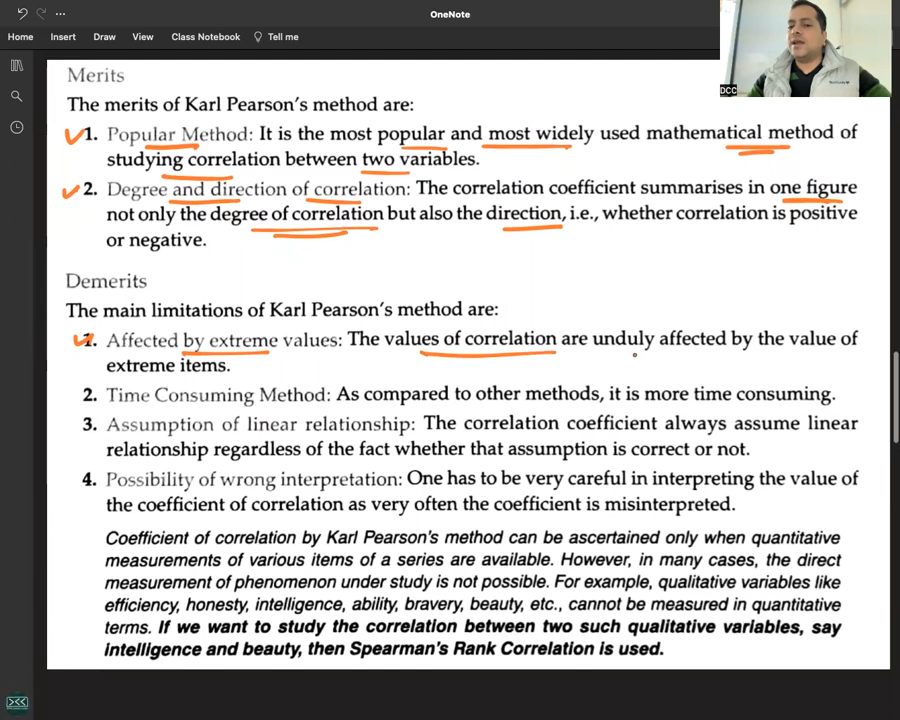 OneNote
Home Insert Draw View Class Notebook Tell me
DCC
Merits
The merits of Karl Pearson's method are:
1. Popular Method: It is the most popular and most widely used mathematical method of
studying correlation between two variables.
2. Degree and direction of correlation: The correlation coefficient summarises in one figure
not only the degree of correlation but also the direction, i.e., whether correlation is positive
or negative.
Demerits
The main limitations of Karl Pearson's method are:
1. Affected by extreme values: The values of correlation are unduly affected by the value of
extreme items.
2. Time Consuming Method: As compared to other methods, it is more time consuming.
3. Assumption of linear relationship: The correlation coefficient always assume linear
relationship regardless of the fact whether that assumption is correct or not.
4. Possibility of wrong interpretation: One has to be very careful in interpreting the value of
the coefficient of correlation as very often the coefficient is misinterpreted.
Coefficient of correlation by Karl Pearson's method can be ascertained only when quantitative
measurements of various items of a series are available. However, in many cases, the direct
measurement of phenomenon under study is not possible. For example, qualitative variables like
efficiency, honesty, intelligence, ability, bravery, beauty, etc., cannot be measured in quantitative
terms. If we want to study the correlation between two such qualitative variables, say
intelligence and beauty, then Spearman's Rank Correlation is used.